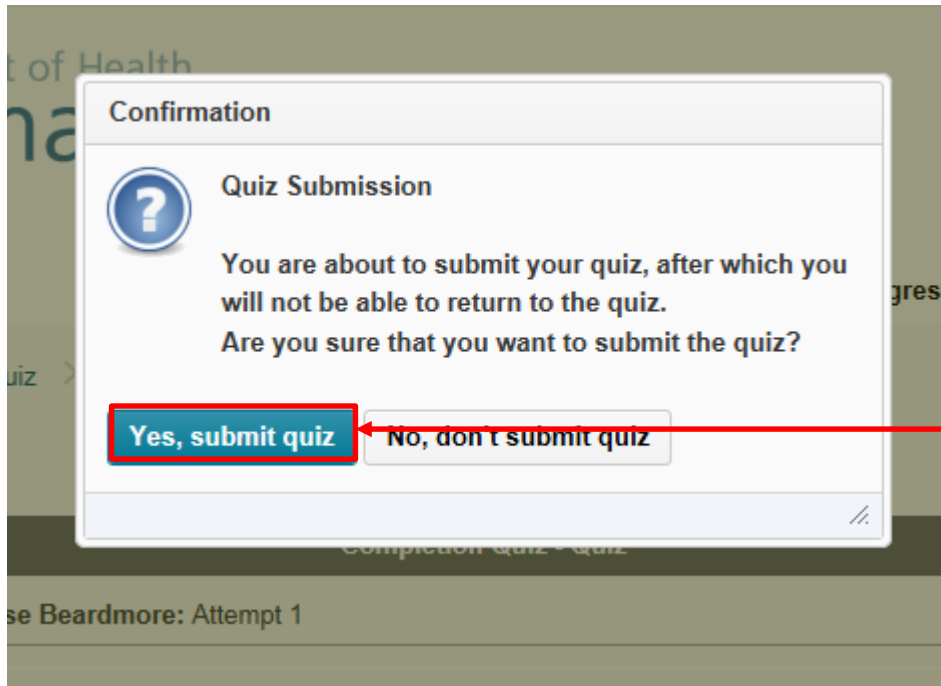 t of Health
na
Confirmation
?
Quiz Submission
You are about to submit your quiz, after which you
will not be able to return to the quiz.
Are you sure that you want to submit the quiz?
gres
uiz >
Yes, submit quiz
No, don't submit quiz
Completion Quiz - Quiz
se Beardmore: Attempt 1